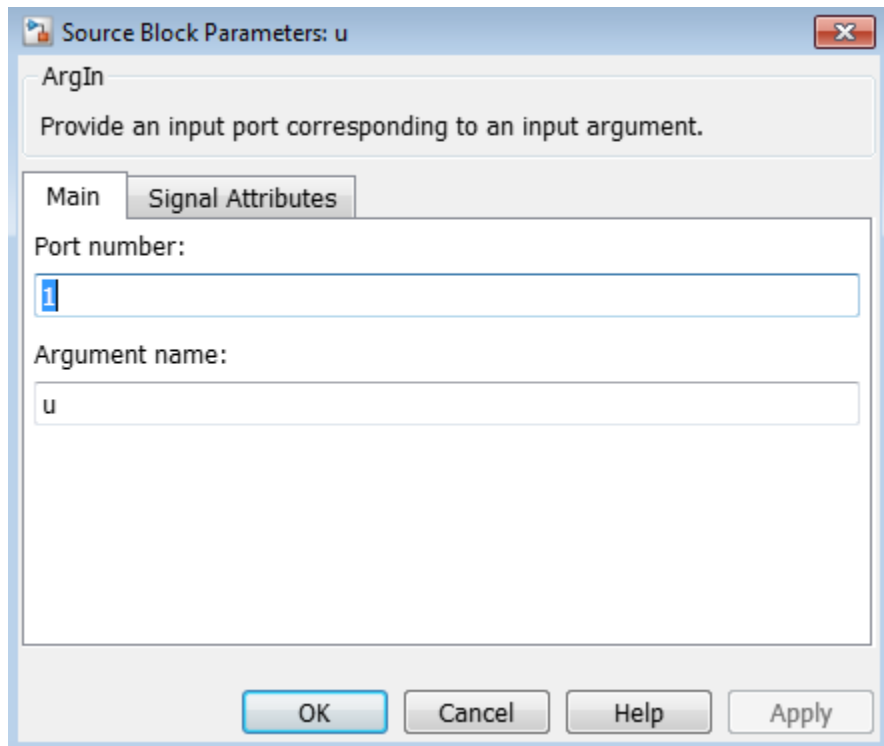 Source Block Parameters: u
ArgIn
Provide an input port corresponding to an input argument.
Main
Signal Attributes
Port number:
1
Argument name:
u
OK
Cancel
Help
Apply